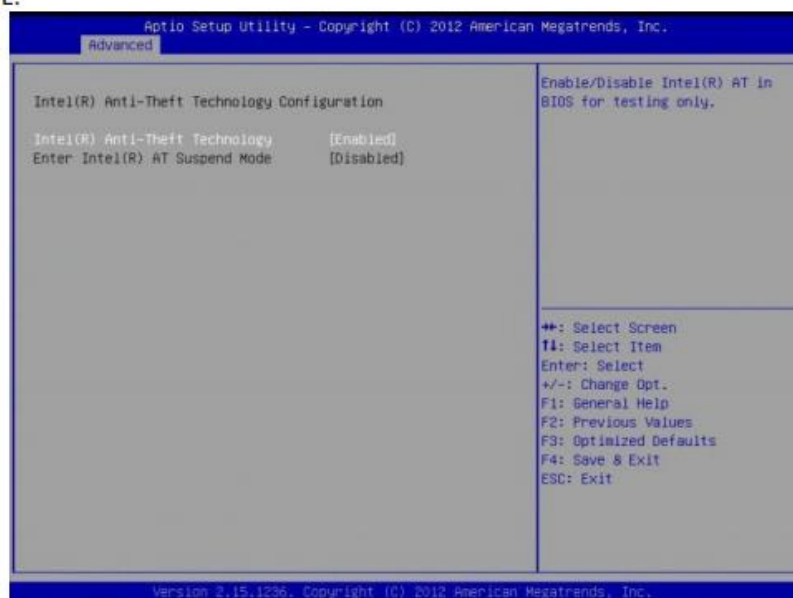 Aptio Setup Utility – Copyright (C) 2012 American Megatrends, Inc.
Advanced
Intel(R) Anti-Theft Technology Configuration
Intel(R) Anti-Theft Technology [Enabled]
Enter Intel(R) AT Suspend Mode [Disabled]
Enable/Disable Intel(R) AT in
BIOS for testing only.
→←: Select Screen
↑↓: Select Item
Enter: Select
+/-: Change Opt.
F1: General Help
F2: Previous Values
F3: Optimized Defaults
F4: Save & Exit
ESC: Exit
Version 2.15.1236. Copyright (C) 2012 American Megatrends, Inc.